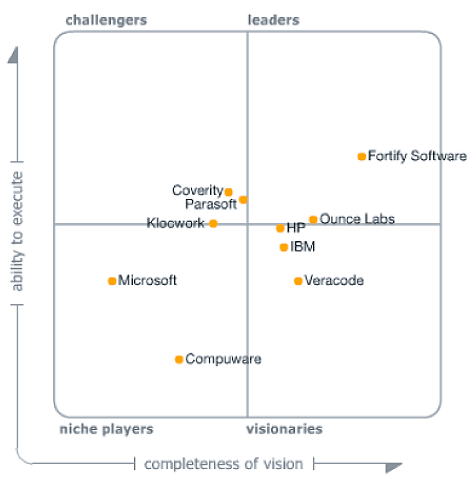 challengers
leaders
Fortify Software
Coverity
Parasoft
Ounce Labs
Klocwork
HP
IBM
Microsoft
Veracode
Compuware
niche players
visionaries
ability to execute
completeness of vision